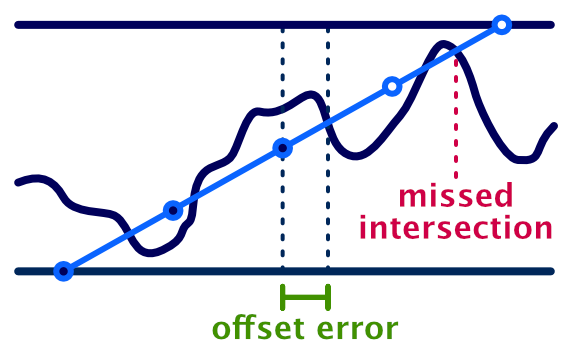 missed
intersection
offset error